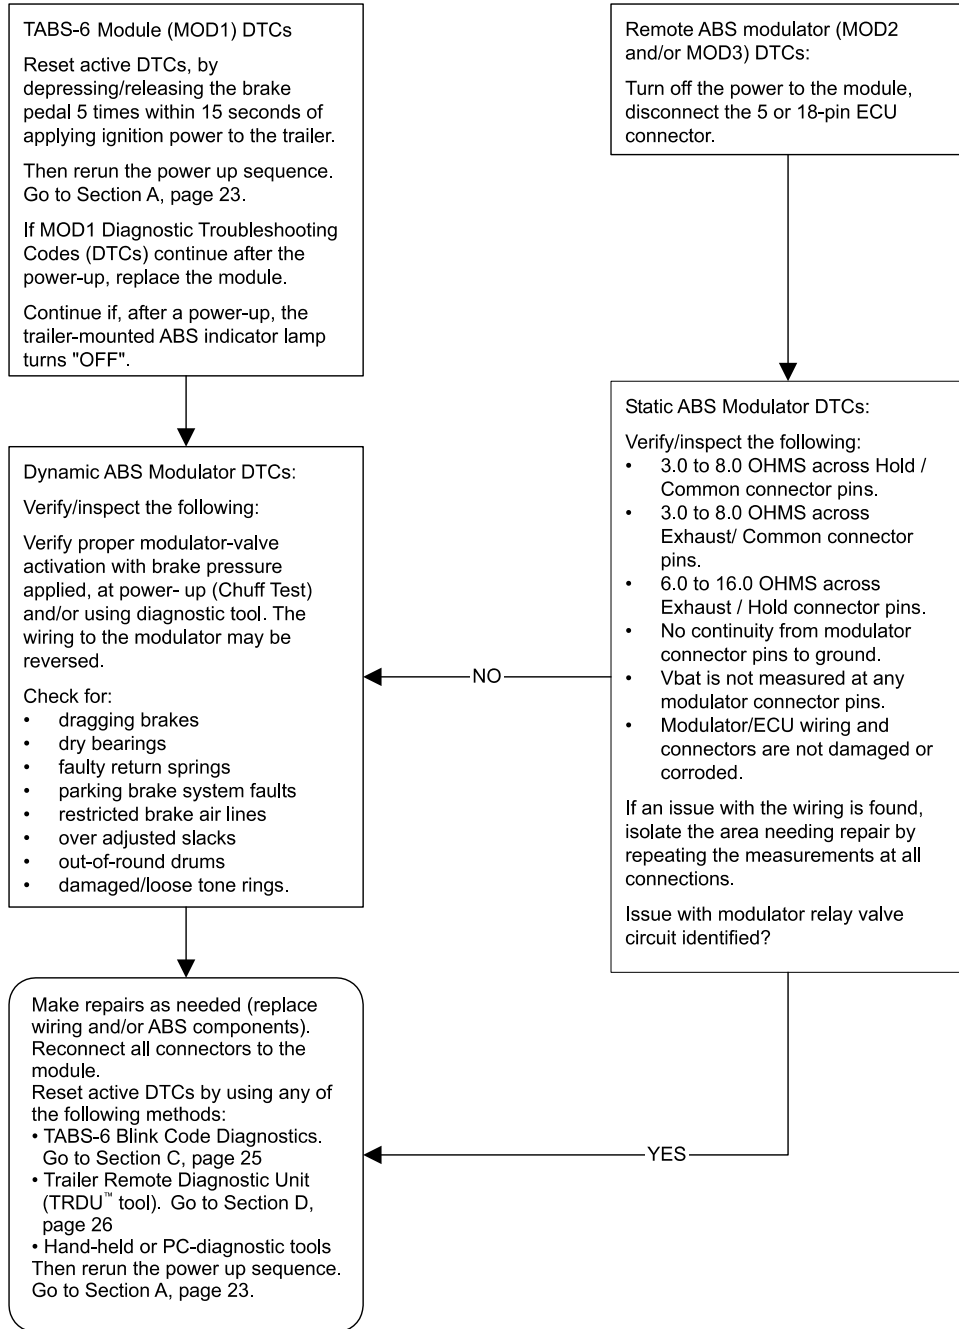 TABS-6 Module (MOD1) DTCs
Reset active DTCs, by
depressing/releasing the brake
pedal 5 times within 15 seconds of
applying ignition power to the trailer.
Then rerun the power up sequence.
Go to Section A, page 23.
If MOD1 Diagnostic Troubleshooting
Codes (DTCs) continue after the
power-up, replace the module.
Continue if, after a power-up, the
trailer-mounted ABS indicator lamp
turns "OFF".
Remote ABS modulator (MOD2
and/or MOD3) DTCs:
Turn off the power to the module,
disconnect the 5 or 18-pin ECU
connector.
Static ABS Modulator DTCs:
Verify/inspect the following:
• 3.0 to 8.0 OHMS across Hold /
Common connector pins.
• 3.0 to 8.0 OHMS across
Exhaust/ Common connector
pins.
• 6.0 to 16.0 OHMS across
Exhaust / Hold connector pins.
• No continuity from modulator
connector pins to ground.
• Vbat is not measured at any
modulator connector pins.
• Modulator/ECU wiring and
connectors are not damaged or
corroded.
If an issue with the wiring is found,
isolate the area needing repair by
repeating the measurements at all
connections.
Issue with modulator relay valve
circuit identified?
NO
Dynamic ABS Modulator DTCs:
Verify/inspect the following:
Verify proper modulator-valve
activation with brake pressure
applied, at power- up (Chuff Test)
and/or using diagnostic tool. The
wiring to the modulator may be
reversed.
Check for:
• dragging brakes
• dry bearings
• faulty return springs
• parking brake system faults
• restricted brake air lines
• over adjusted slacks
• out-of-round drums
• damaged/loose tone rings.
YES
Make repairs as needed (replace
wiring and/or ABS components).
Reconnect all connectors to the
module.
Reset active DTCs by using any of
the following methods:
• TABS-6 Blink Code Diagnostics.
Go to Section C, page 25
• Trailer Remote Diagnostic Unit
(TRDU™ tool). Go to Section D,
page 26
• Hand-held or PC-diagnostic tools
Then rerun the power up sequence.
Go to Section A, page 23.